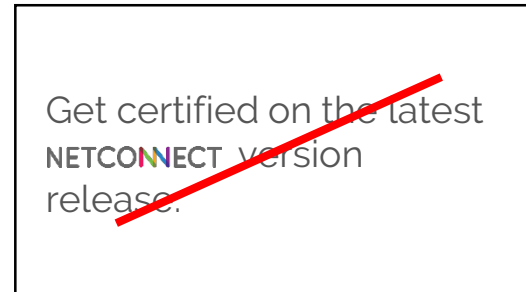 Get certified on the latest
NETCONNECT version
release.